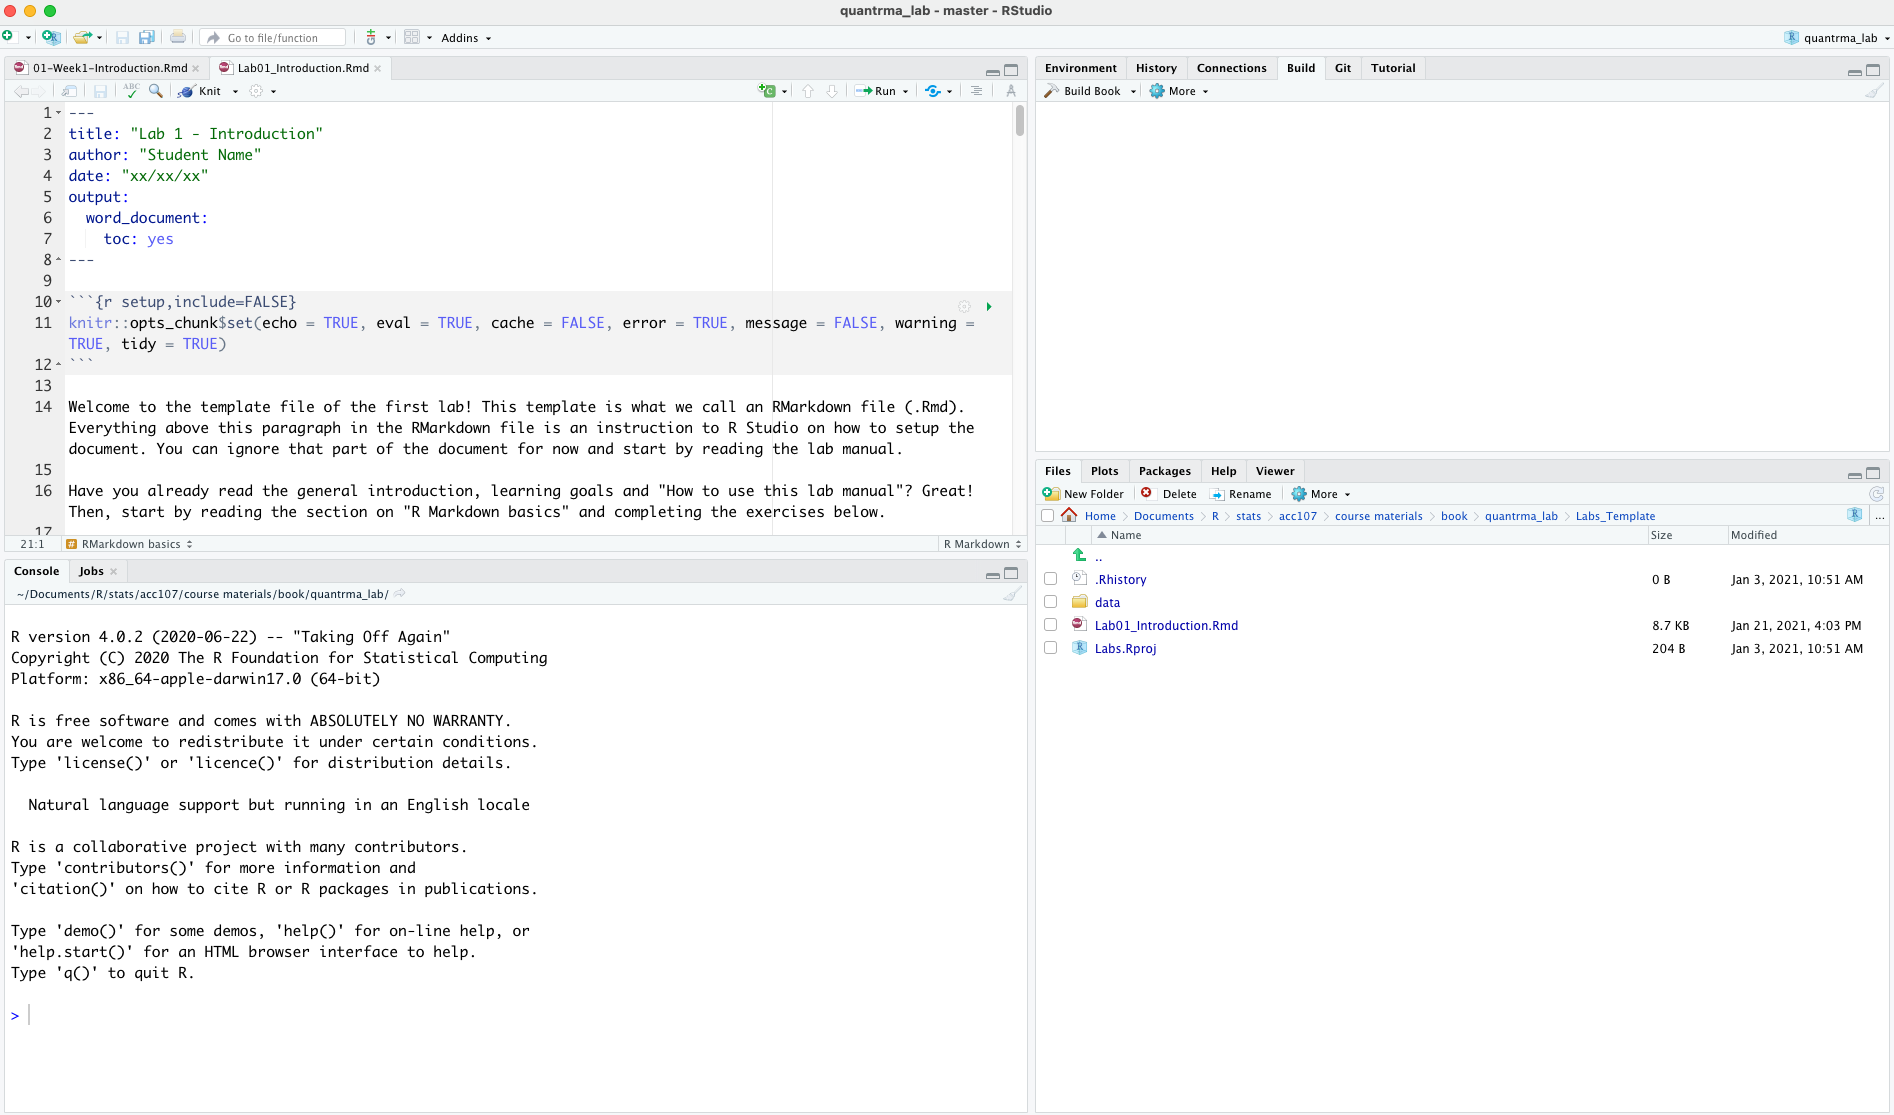 quantrma_lab - master - RStudio
Go to file/function
Addins
quantrma_lab
01-Week1-Introduction.Rmd
Lab01_Introduction.Rmd
ABC
Knit
Run
1 ---
2 title: "Lab 1 - Introduction"
3 author: "Student Name"
4 date: "xx/xx/xx"
5 output:
6 word_document:
7 toc: yes
8 ---
9
10 ```{r setup,include=FALSE}
11 knitr::opts_chunk$set(echo = TRUE, eval = TRUE, cache = FALSE, error = TRUE, message = FALSE, warning =
TRUE, tidy = TRUE)
12 ```
13
14 Welcome to the template file of the first lab! This template is what we call an RMarkdown file (.Rmd).
Everything above this paragraph in the RMarkdown file is an instruction to R Studio on how to setup the
document. You can ignore that part of the document for now and start by reading the lab manual.
15
16 Have you already read the general introduction, learning goals and "How to use this lab manual"? Great!
Then, start by reading the section on "R Markdown basics" and completing the exercises below.
17
21:1 # RMarkdown basics R Markdown
Console Jobs
~/Documents/R/stats/acc107/course materials/book/quantrma_lab/
R version 4.0.2 (2020-06-22) -- "Taking Off Again"
Copyright (C) 2020 The R Foundation for Statistical Computing
Platform: x86_64-apple-darwin17.0 (64-bit)
R is free software and comes with ABSOLUTELY NO WARRANTY.
You are welcome to redistribute it under certain conditions.
Type 'license()' or 'licence()' for distribution details.
Natural language support but running in an English locale
R is a collaborative project with many contributors.
Type 'contributors()' for more information and
'citation()' on how to cite R or R packages in publications.
Type 'demo()' for some demos, 'help()' for on-line help, or
'help.start()' for an HTML browser interface to help.
Type 'q()' to quit R.
>
Environment History Connections Build Git Tutorial
Build Book More
Files Plots Packages Help Viewer
New Folder Delete Rename More
Home Documents R stats acc107 course materials book quantrma_lab Labs_Template R ...
Name Size Modified
..
.Rhistory 0 B Jan 3, 2021, 10:51 AM
data
Lab01_Introduction.Rmd 8.7 KB Jan 21, 2021, 4:03 PM
Labs.Rproj 204 B Jan 3, 2021, 10:51 AM